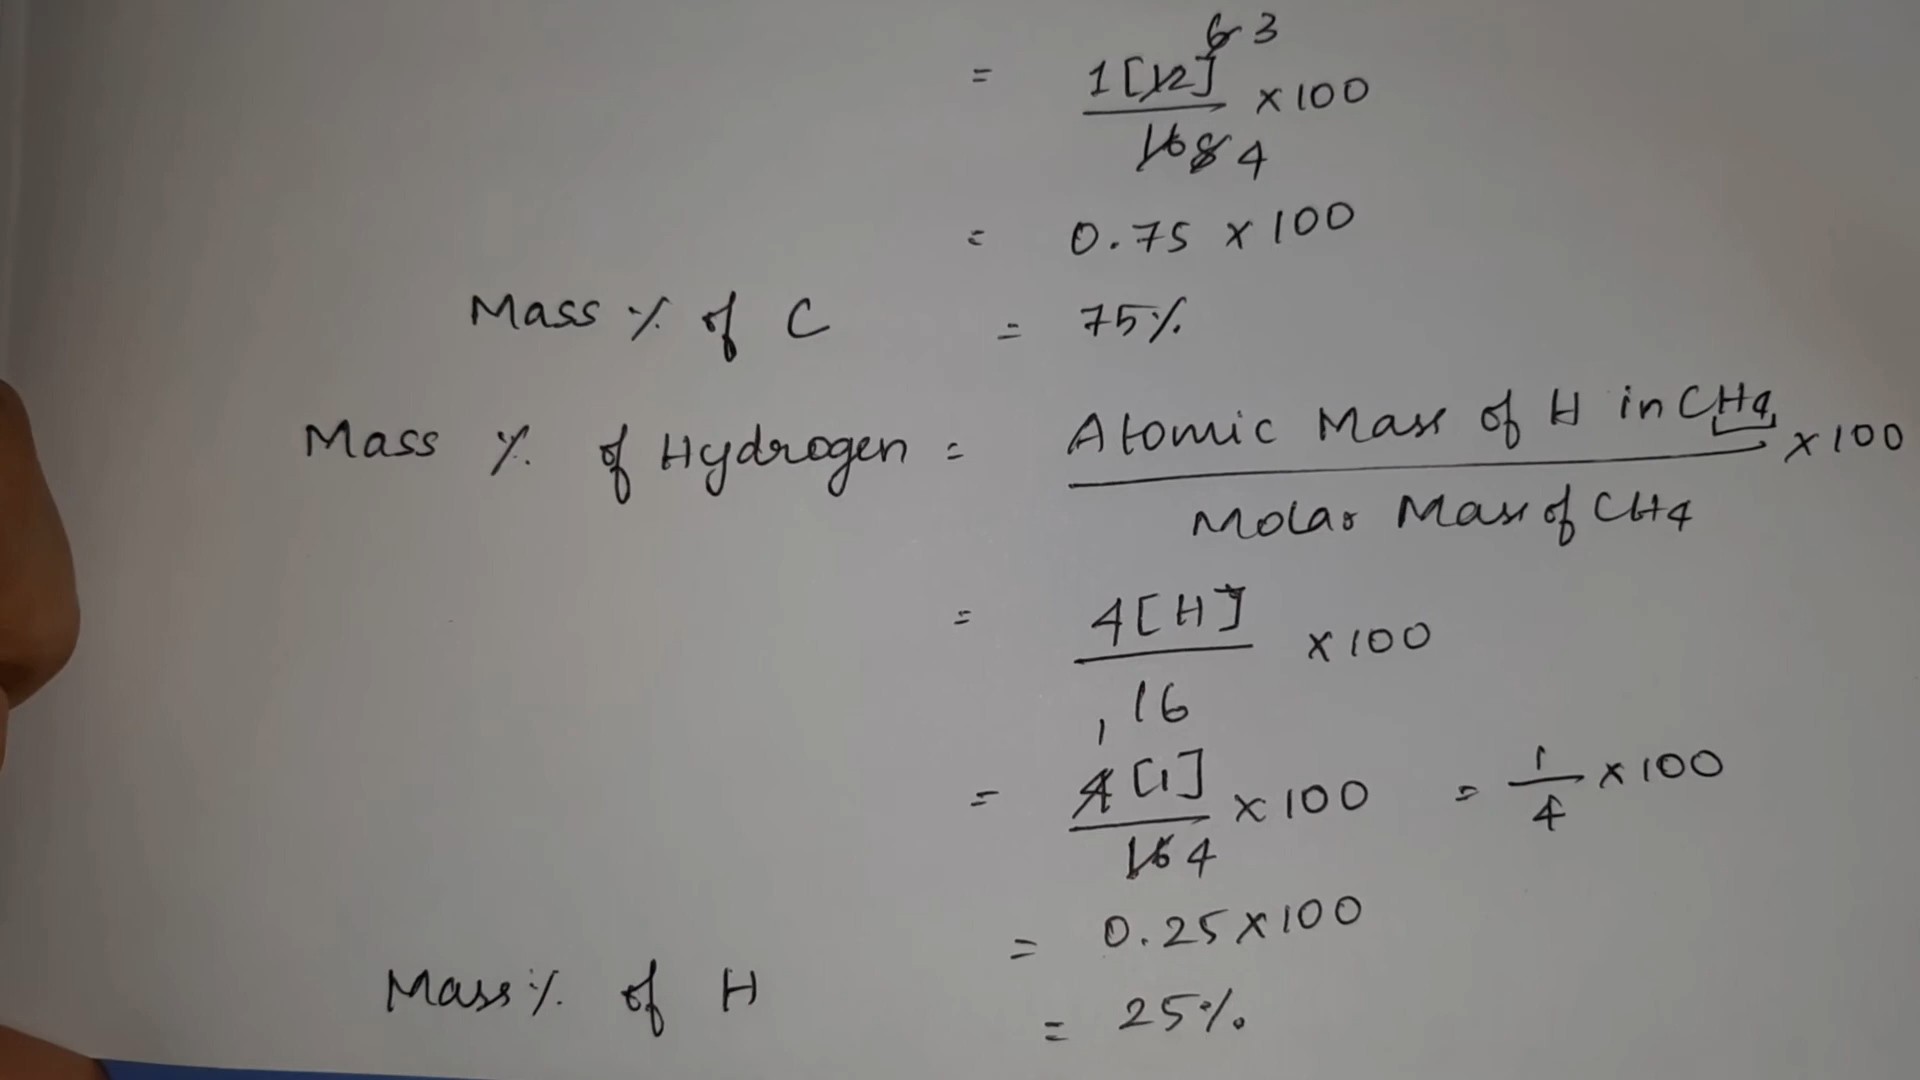 6 3
= 1[12] / 16 8 4 × 100
= 0.75 × 100
Mass % of C = 75%
Mass % of Hydrogen = Atomic Mass of H in CH4 / Molar Mass of CH4 × 100
= 4[H] / 16 × 100
= 1 4[1] / 16 4 × 100 = 1/4 × 100
= 0.25 × 100
Mass % of H = 25%